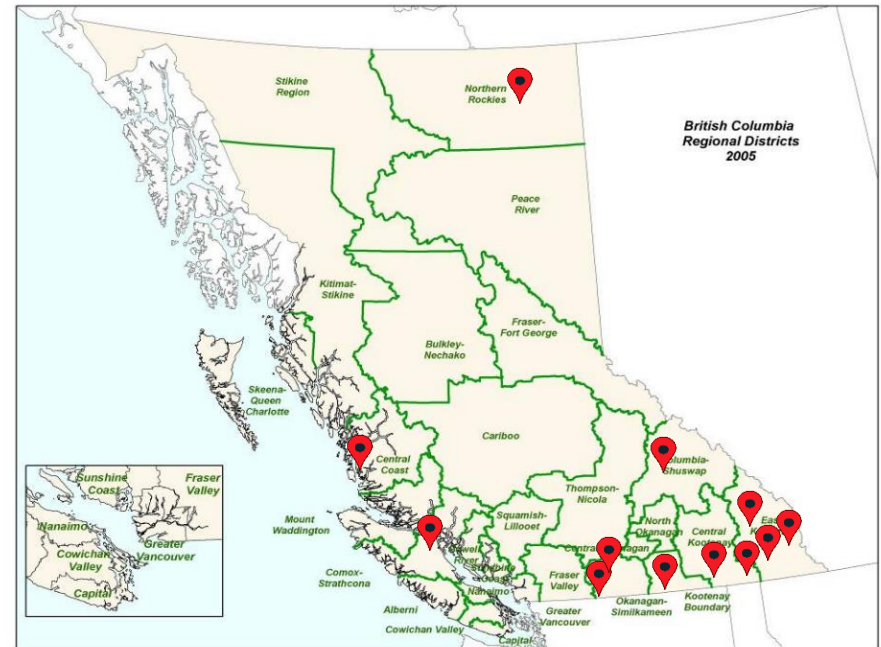 Stikine
Region
Northern
Rockies
British Columbia
Regional Districts
2005
Peace
River
Kitimat-
Stikine
Fraser-
Fort George
Bulkley-
Nechako
Skeena-
Queen
Charlotte
Cariboo
Central
Coast
Columbia-
Shuswap
Thompson-
Nicola
Mount
Waddington
Squamish-
Lillooet
North
Okanagan
Central
Kootenay
East
River
Comox-
Strathcona
Fraser
Valley
Nanaimo
Okanagan-
Similkameen
Kootenay
Boundary
Greater
Vancouver
Alberni
Cowichan Valley
Capital
Sunshine
Coast
Fraser
Valley
Nanaimo
Cowichan
Valley
Greater
Vancouver
Capital